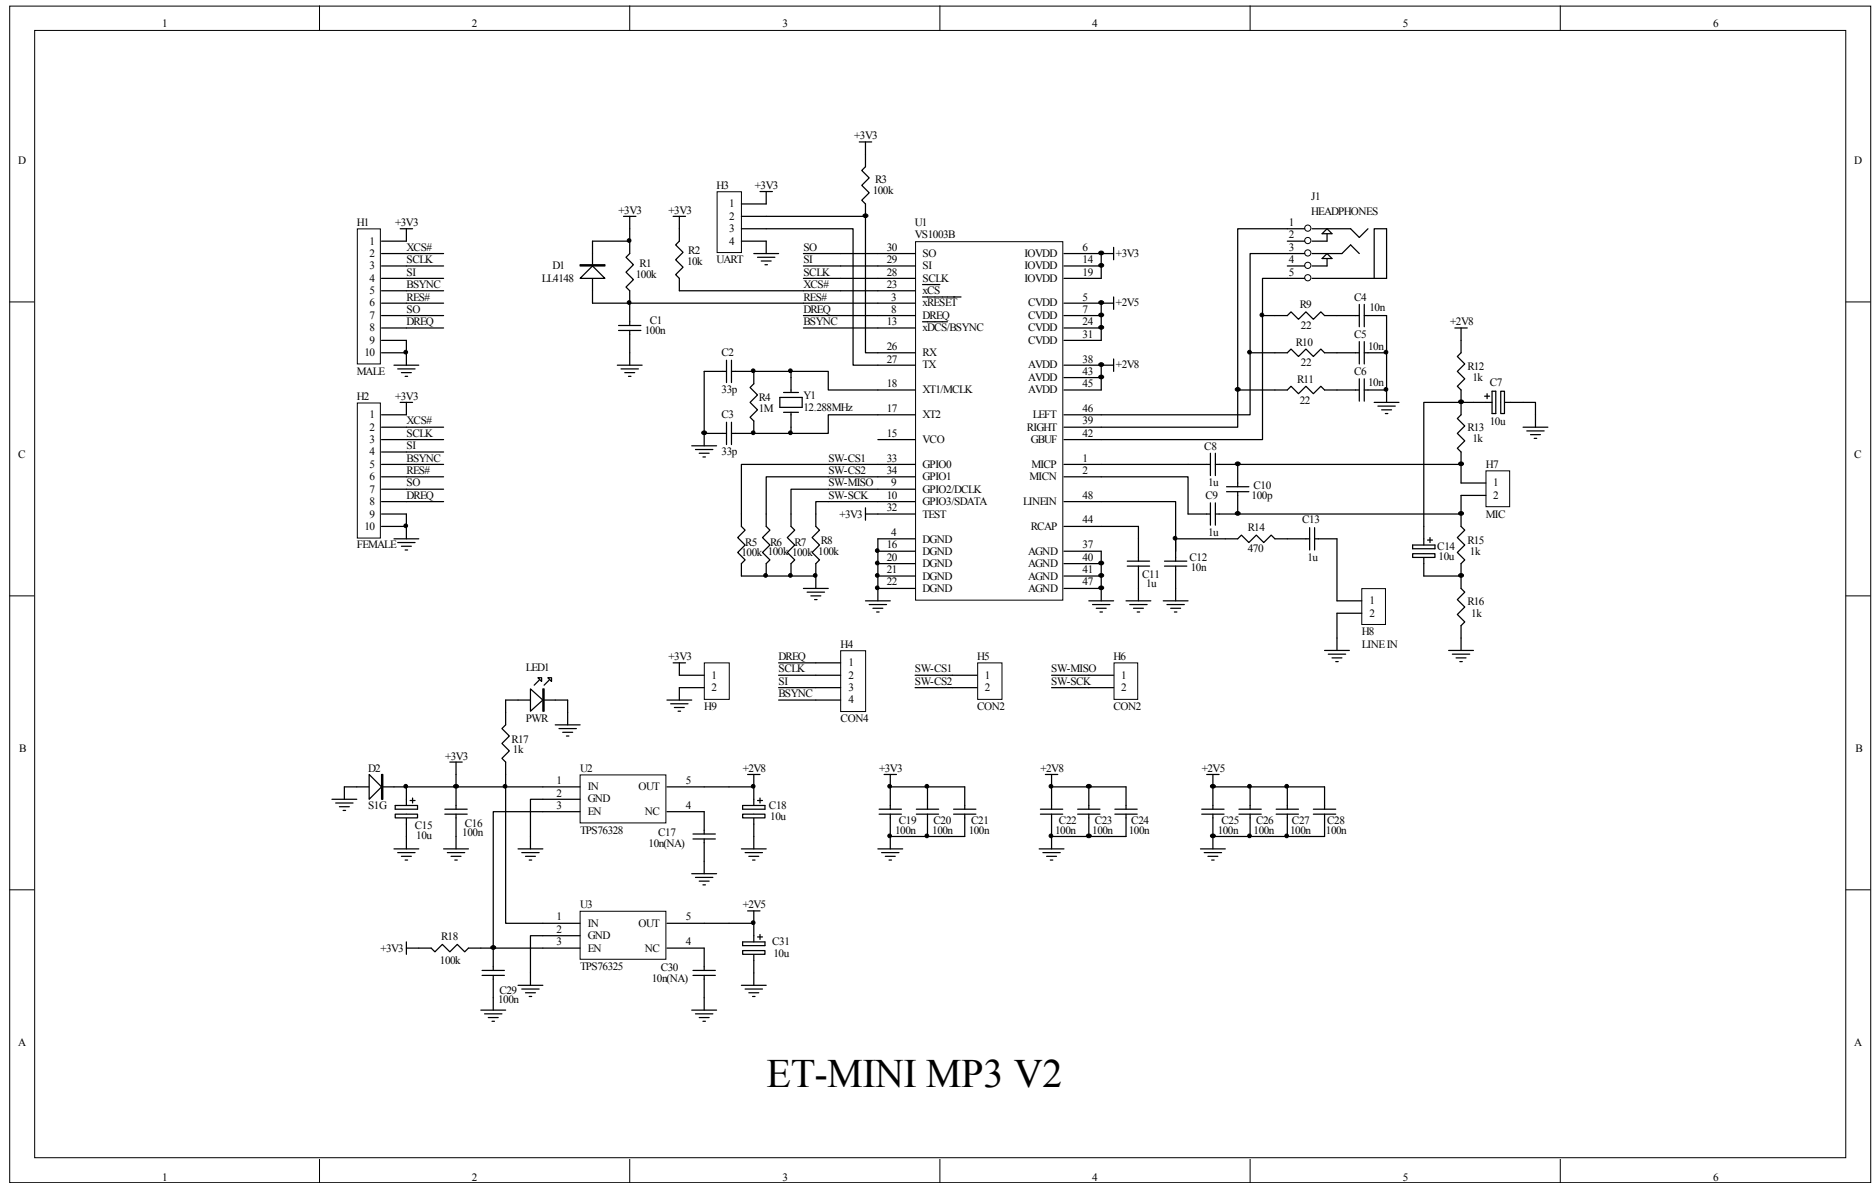 1 2 3 4 5 6
D D
C C
B B
A A
H1 +3V3
1
2 XCS#
3 SCLK
4 SI
5 BSYNC
6 RES#
7 SO
8 DREQ
9
10
MALE
H2 +3V3
1
2 XCS#
3 SCLK
4 SI
5 BSYNC
6 RES#
7 SO
8 DREQ
9
10
FEMALE
D1
LL4148
+3V3
R1
100k
C1
100n
+3V3
R2
10k
H3 +3V3
1
2
3
4
UART
+3V3
R3
100k
C2
33p
R4
1M
Y1
12.288MHz
C3
33p
U1
VS1003B
SO 30 SO
SI 29 SI
SCLK 28 SCLK
XCS# 23 xCS
RES# 3 xRESET
DREQ 8 DREQ
BSYNC 13 xDCS/BSYNC
26 RX
27 TX
18 XT1/MCLK
17 XT2
15 VCO
SW-CS1 33 GPIO0
SW-CS2 34 GPIO1
SW-MISO 9 GPIO2/DCLK
SW-SCK 10 GPIO3/SDATA
+3V3 32 TEST
4 DGND
16 DGND
20 DGND
21 DGND
22 DGND
R5
100k
R6
100k
R7
100k
R8
100k
IOVDD 6 +3V3
IOVDD 14
IOVDD 19
CVDD 5 +2V5
CVDD 7
CVDD 24
CVDD 31
AVDD 38 +2V8
AVDD 43
AVDD 45
LEFT 46
RIGHT 39
GBUF 42
MICP 1
MICN 2
LINEIN 48
RCAP 44
AGND 37
AGND 40
AGND 41
AGND 47
J1
HEADPHONES
1
2
3
4
5
R9
22
C4
10n
R10
22
C5
10n
R11
22
C6
10n
+2V8
R12
1k
C7
+
10u
R13
1k
C8
1u
C10
100p
C9
1u
H7
1
2
MIC
C11
1u
C12
10n
R14
470
C13
1u
+
C14
10u
R15
1k
R16
1k
1
2
H8
LINE IN
+3V3
1
2
H9
H4
DREQ 1
SCLK 2
SI 3
BSYNC 4
CON4
H5
SW-CS1 1
SW-CS2 2
CON2
H6
SW-MISO 1
SW-SCK 2
CON2
LED1
PWR
R17
1k
D2
S1G
+3V3
+
C15
10u
C16
100n
U2
1 IN OUT 5
2 GND
3 EN NC 4
TPS76328
C17
10n(NA)
+2V8
+
C18
10u
+3V3
C19
100n
C20
100n
C21
100n
+2V8
C22
100n
C23
100n
C24
100n
+2V5
C25
100n
C26
100n
C27
100n
C28
100n
+3V3
R18
100k
C29
100n
U3
1 IN OUT 5
2 GND
3 EN NC 4
TPS76325
C30
10n(NA)
+2V5
+
C31
10u
ET-MINI MP3 V2
1 2 3 4 5 6